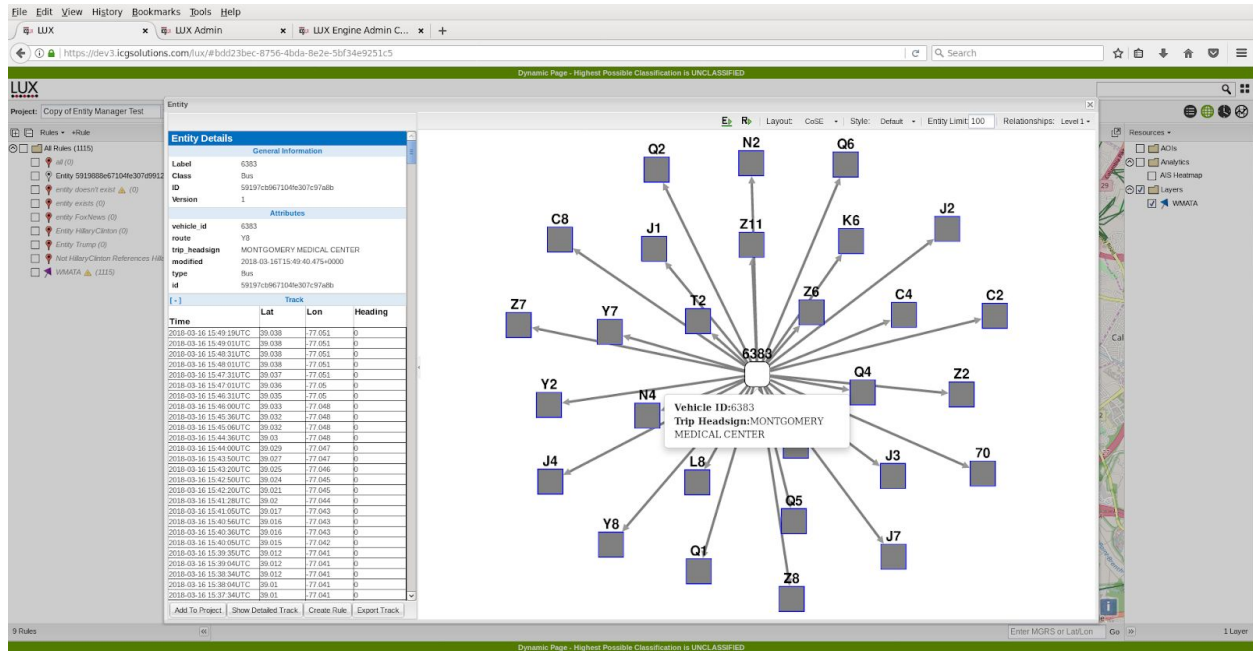 File Edit View History Bookmarks Tools Help
LUX × LUX Admin × LUX Engine Admin C... × +
https://dev3.icgsolutions.com/lux/#bdd23bec-8756-4bda-8e2e-5bf34e9251c5 Search
Dynamic Page - Highest Possible Classification is UNCLASSIFIED
LUX
Project: Copy of Entity Manager Test
Rules +Rule
All Rules (1115)
all (0)
Entity 5919888e67104fe307d9912
entity doesn't exist (0)
entity exists (0)
entity FoxNews (0)
Entity HillaryClinton (0)
Entity Trump (0)
Not HillaryClinton References Hilla
WMATA (1115)
Entity
E R Layout: CoSE Style: Default Entity Limit: 100 Relationships: Level 1
Entity Details
General Information
Label 6383
Class Bus
ID 59197cb967104fe307c97a8b
Version 1
Attributes
vehicle_id 6383
route Y8
trip_headsign MONTGOMERY MEDICAL CENTER
modified 2018-03-16T15:49:40.475+0000
type Bus
id 59197cb967104fe307c97a8b
[-] Track
Time Lat Lon Heading
2018-03-16 15:49:19UTC 39.038 -77.051 0
2018-03-16 15:49:01UTC 39.038 -77.051 0
2018-03-16 15:48:31UTC 39.038 -77.051 0
2018-03-16 15:48:01UTC 39.038 -77.051 0
2018-03-16 15:47:31UTC 39.037 -77.051 0
2018-03-16 15:47:01UTC 39.036 -77.05 0
2018-03-16 15:46:31UTC 39.035 -77.05 0
2018-03-16 15:46:00UTC 39.033 -77.048 0
2018-03-16 15:45:36UTC 39.032 -77.048 0
2018-03-16 15:45:06UTC 39.032 -77.048 0
2018-03-16 15:44:36UTC 39.03 -77.048 0
2018-03-16 15:44:00UTC 39.029 -77.047 0
2018-03-16 15:43:50UTC 39.027 -77.047 0
2018-03-16 15:43:20UTC 39.025 -77.046 0
2018-03-16 15:42:50UTC 39.024 -77.045 0
2018-03-16 15:42:20UTC 39.021 -77.045 0
2018-03-16 15:41:28UTC 39.02 -77.044 0
2018-03-16 15:41:05UTC 39.017 -77.043 0
2018-03-16 15:40:56UTC 39.016 -77.043 0
2018-03-16 15:40:36UTC 39.016 -77.043 0
2018-03-16 15:40:05UTC 39.015 -77.042 0
2018-03-16 15:39:35UTC 39.012 -77.041 0
2018-03-16 15:39:04UTC 39.012 -77.041 0
2018-03-16 15:38:34UTC 39.012 -77.041 0
2018-03-16 15:38:04UTC 39.01 -77.041 0
2018-03-16 15:37:34UTC 39.01 -77.041 0
Add To Project Show Detailed Track Create Rule Export Track
Q2 N2 Q6
C8 J1 Z11 K6 J2
Z7 Y7 T2 Z6 C4 C2
6383
Y2 N4 Q4 Z2
Vehicle ID:6383
Trip Headsign:MONTGOMERY
MEDICAL CENTER
J4 L8 J3 70
Y8 Q1 Q5 J7
Z8
Resources
AOIs
Analytics
AIS Heatmap
Layers
WMATA
29
Cal
9 Rules Enter MGRS or Lat/Lon Go 1 Layer
Dynamic Page - Highest Possible Classification is UNCLASSIFIED